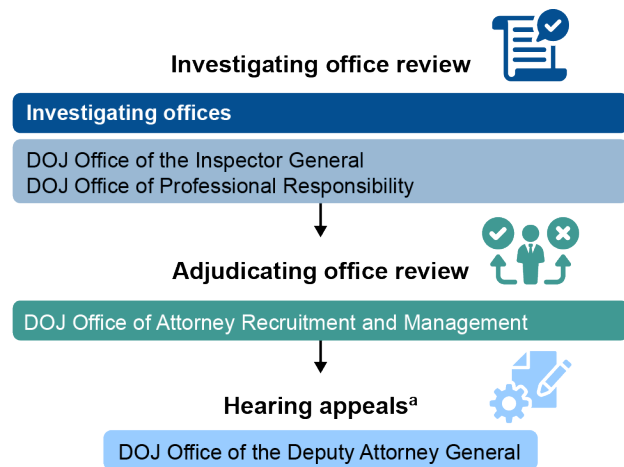 Investigating office review
Investigating offices
DOJ Office of the Inspector General
DOJ Office of Professional Responsibility
Adjudicating office review
DOJ Office of Attorney Recruitment and Management
Hearing appealsᵃ
DOJ Office of the Deputy Attorney General